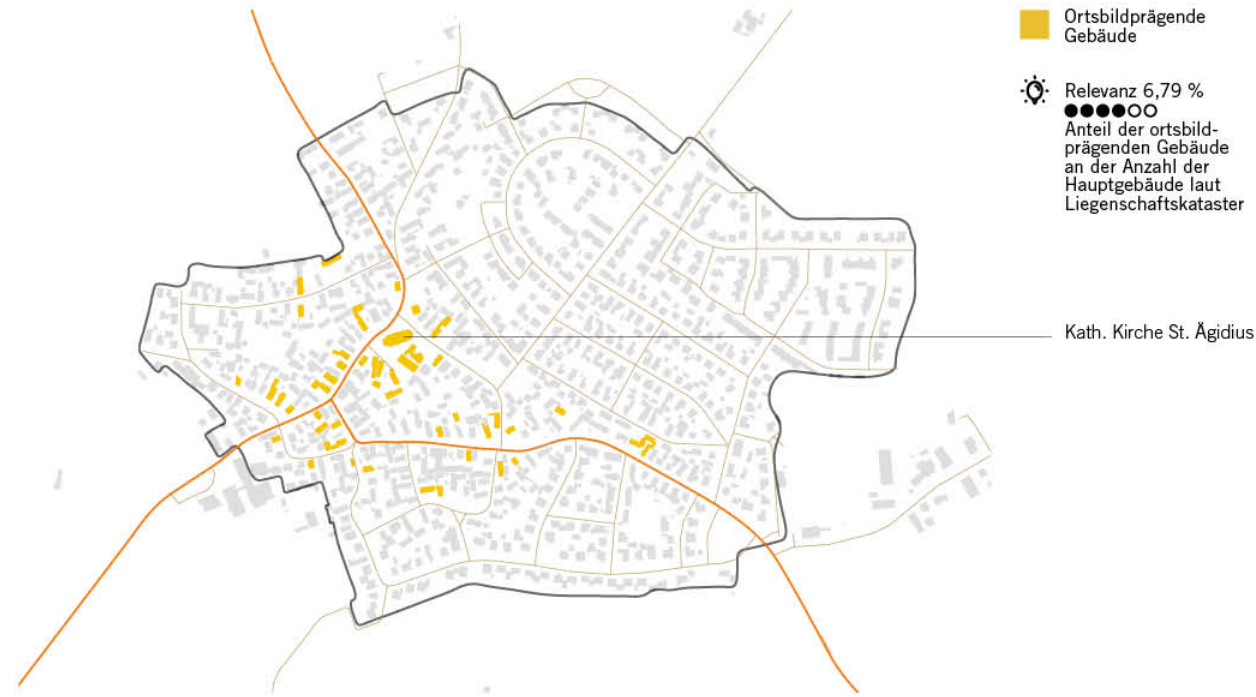 Ortsbildprägende
Gebäude
Relevanz 6,79 %
Anteil der ortsbild-
prägenden Gebäude
an der Anzahl der
Hauptgebäude laut
Liegenschaftskataster
Kath. Kirche St. Ägidius